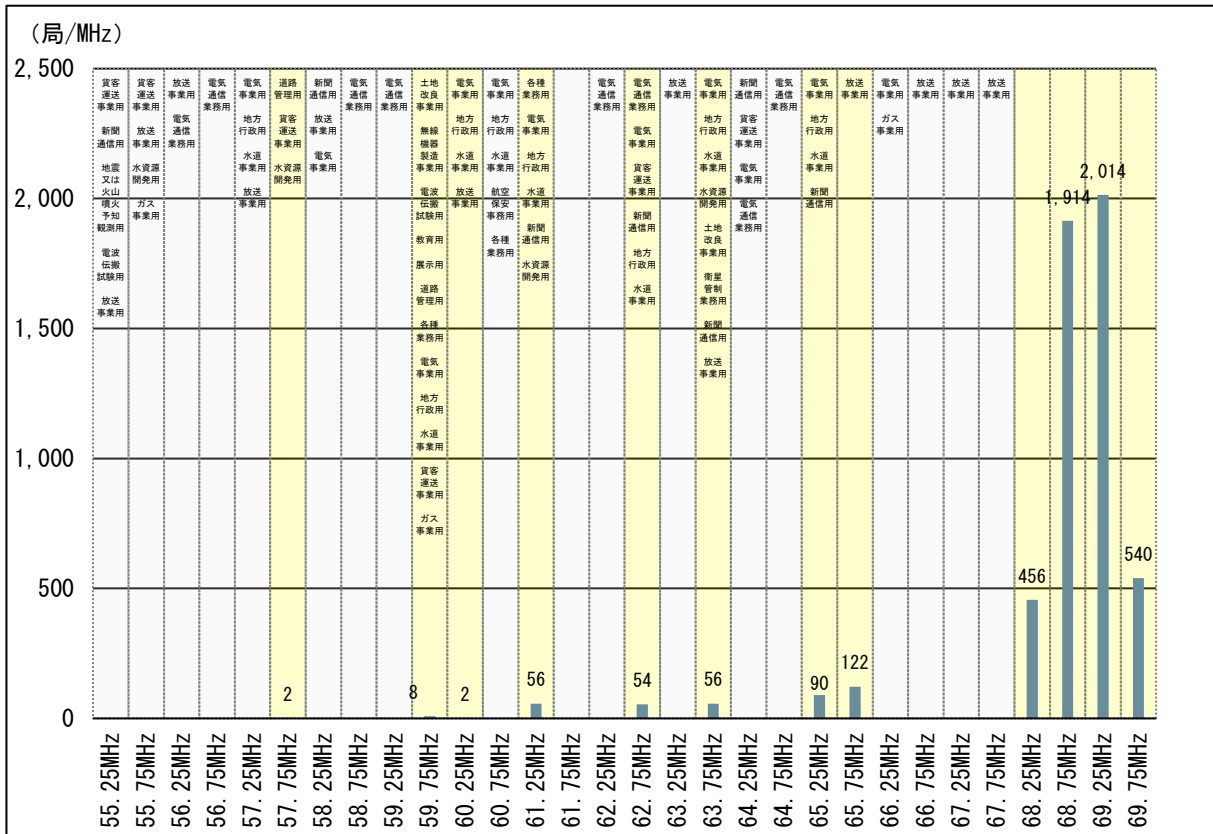 (局/MHz)
2,500
2,000
1,500
1,000
500
0
貨客
運送
事業用
新聞
通信用
地震
又は
火山
噴火
予知
観測用
電波
伝搬
試験用
放送
事業用
貨客
運送
事業用
放送
事業用
水資源
開発用
ガス
事業用
放送
事業用
電気
通信
業務用
電気
通信
業務用
電気
事業用
地方
行政用
水道
事業用
放送
事業用
道路
管理用
貨客
運送
事業用
水資源
開発用
新聞
通信用
放送
事業用
電気
事業用
電気
通信
業務用
電気
通信
業務用
土地
改良
事業用
無線
機器
製造
事業用
電波
伝搬
試験用
教育用
展示用
道路
管理用
各種
業務用
電気
事業用
地方
行政用
水道
事業用
貨客
運送
事業用
ガス
事業用
電気
事業用
地方
行政用
水道
事業用
放送
事業用
電気
事業用
地方
行政用
水道
事業用
航空
保安
事務用
各種
業務用
各種
業務用
電気
事業用
地方
行政用
水道
事業用
新聞
通信用
水資源
開発用
電気
通信
業務用
電気
通信
業務用
電気
事業用
貨客
運送
事業用
新聞
通信用
地方
行政用
水道
事業用
放送
事業用
電気
事業用
地方
行政用
水道
事業用
水資源
開発用
土地
改良
事業用
衛星
管制
業務用
新聞
通信用
放送
事業用
新聞
通信用
貨客
運送
事業用
電気
事業用
電気
通信
業務用
電気
通信
業務用
電気
事業用
地方
行政用
水道
事業用
新聞
通信用
放送
事業用
電気
事業用
ガス
事業用
放送
事業用
放送
事業用
放送
事業用
2
8
2
56
54
56
90
122
456
1,914
2,014
540
55.25MHz
55.75MHz
56.25MHz
56.75MHz
57.25MHz
57.75MHz
58.25MHz
58.75MHz
59.25MHz
59.75MHz
60.25MHz
60.75MHz
61.25MHz
61.75MHz
62.25MHz
62.75MHz
63.25MHz
63.75MHz
64.25MHz
64.75MHz
65.25MHz
65.75MHz
66.25MHz
66.75MHz
67.25MHz
67.75MHz
68.25MHz
68.75MHz
69.25MHz
69.75MHz